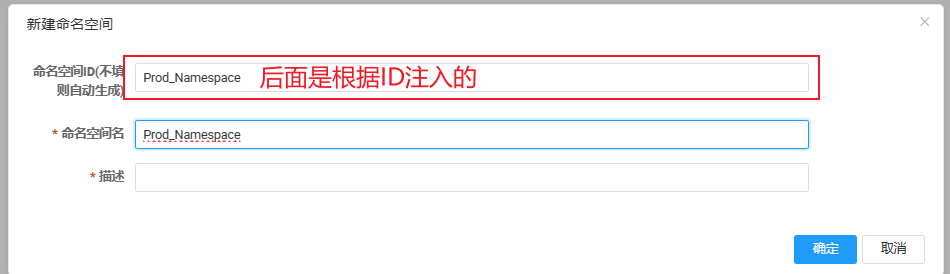 新建命名空间
命名空间ID(不填
则自动生成)
Prod_Namespace 后面是根据ID注入的
* 命名空间名
Prod_Namespace
* 描述
确定 取消